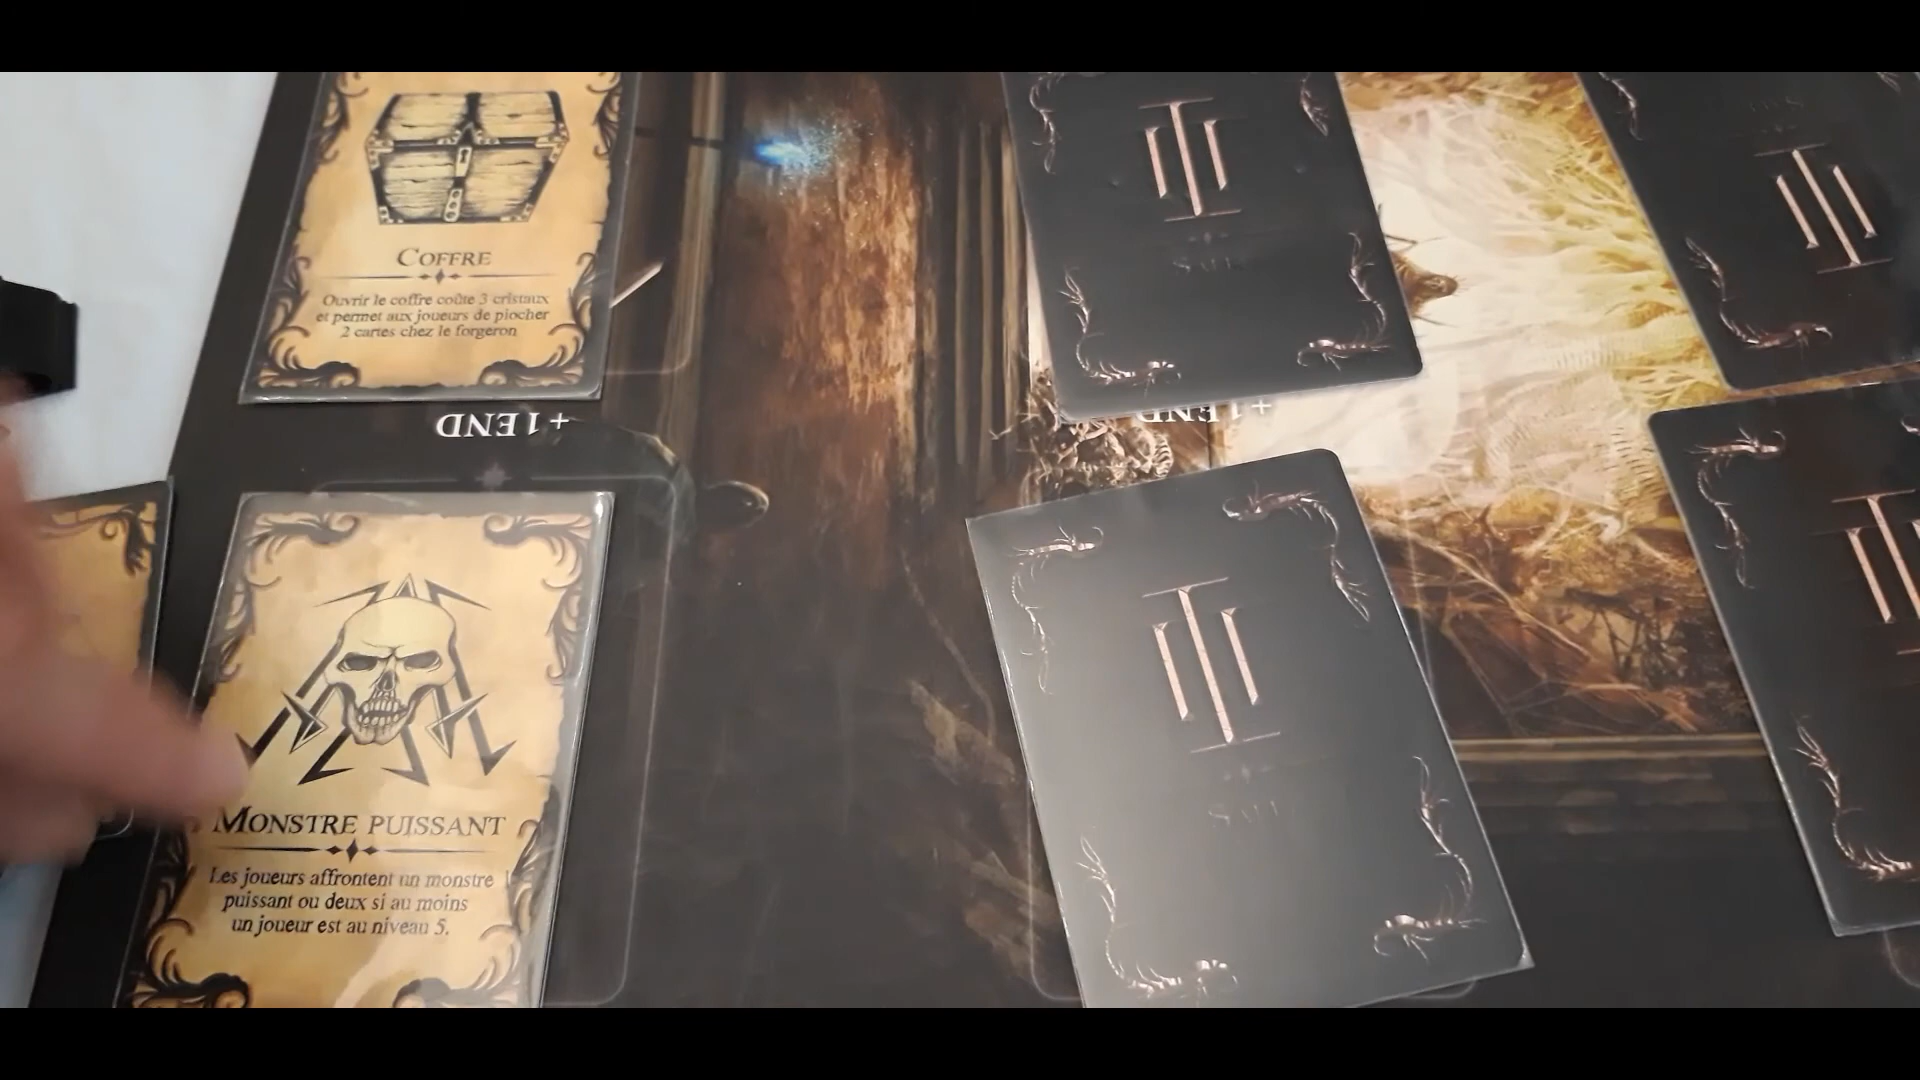 COFFRE
Ouvrir le coffre coûte 3 cristaux
et permet aux joueurs de piocher
2 cartes chez le forgeron
+1 END
+1 END
MONSTRE PUISSANT
Les joueurs affrontent un monstre
puissant ou deux si au moins
un joueur est au niveau 5.